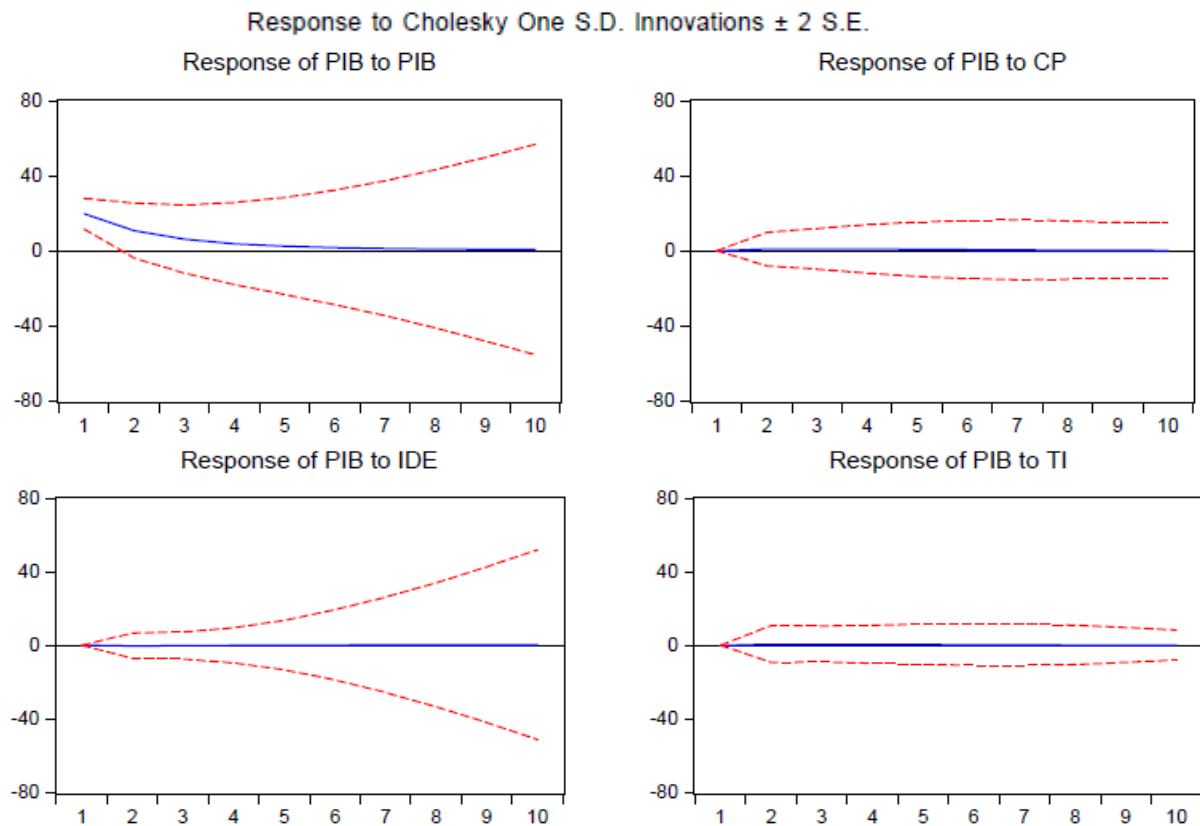 Response to Cholesky One S.D. Innovations ± 2 S.E.
Response of PIB to PIB
80
40
0
-40
-80
1 2 3 4 5 6 7 8 9 10
Response of PIB to CP
80
40
0
-40
-80
1 2 3 4 5 6 7 8 9 10
Response of PIB to IDE
80
40
0
-40
-80
1 2 3 4 5 6 7 8 9 10
Response of PIB to TI
80
40
0
-40
-80
1 2 3 4 5 6 7 8 9 10